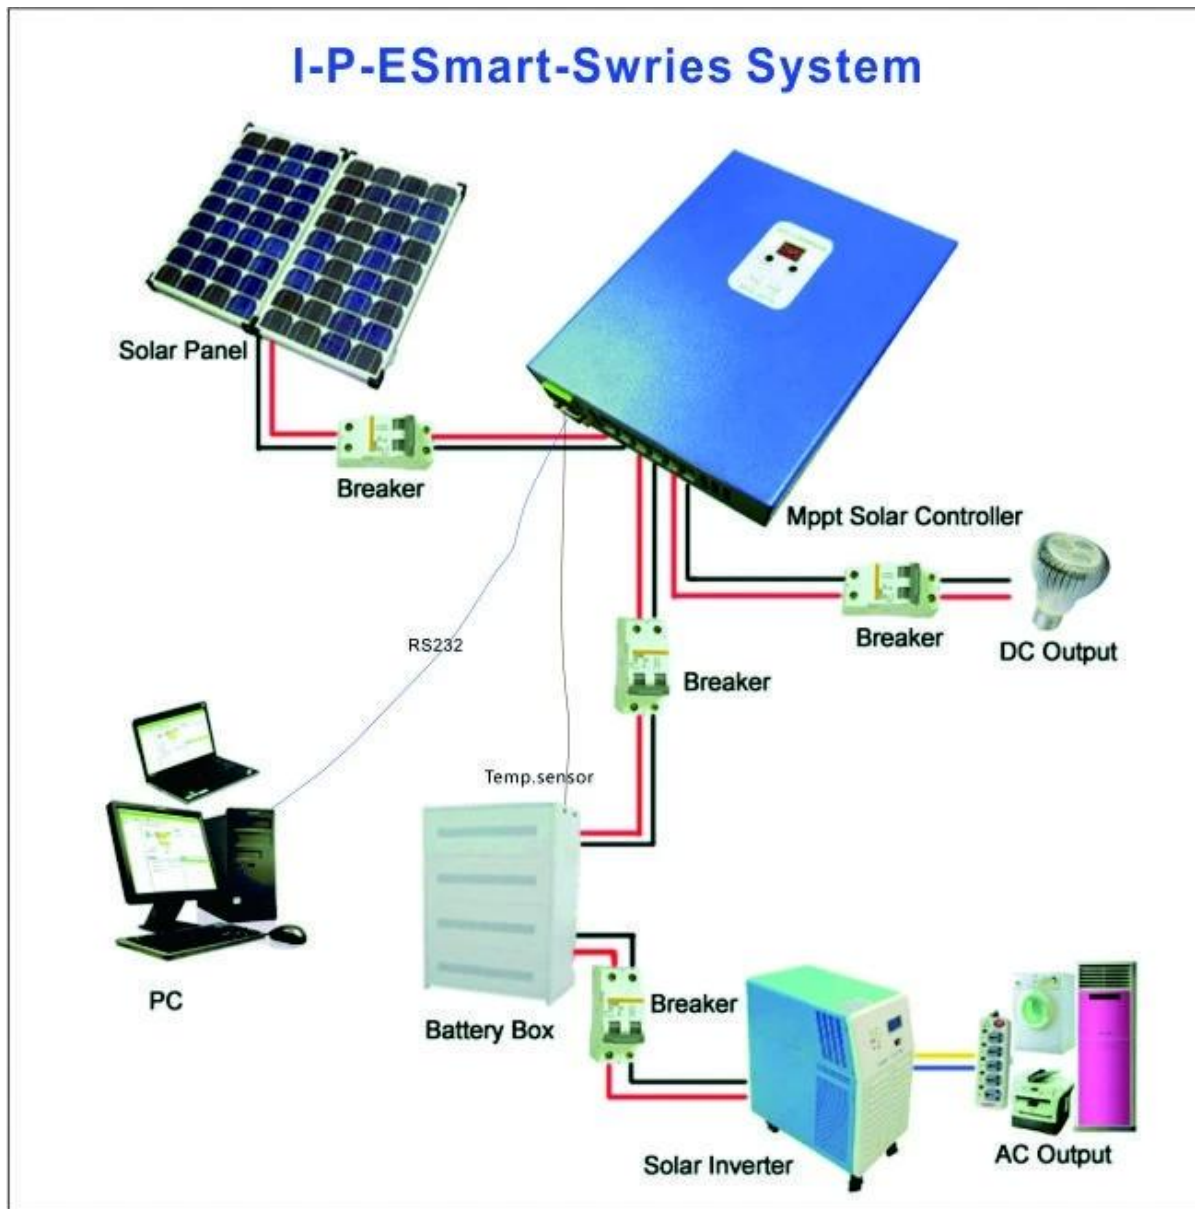 I-P-ESmart-Swries System
Solar Panel
Breaker
Mppt Solar Controller
Breaker
DC Output
RS232
Breaker
Temp.sensor
PC
Battery Box
Breaker
Solar Inverter
AC Output